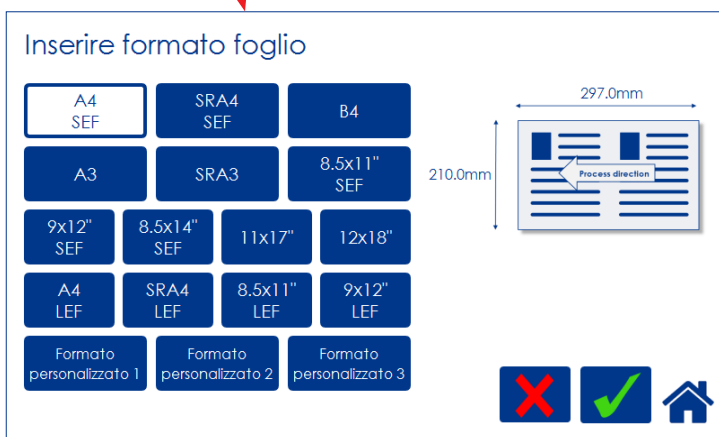 Inserire formato foglio
A4
SEF
SRA4
SEF
B4
A3
SRA3
8.5x11"
SEF
9x12"
SEF
8.5x14"
SEF
11x17"
12x18"
A4
LEF
SRA4
LEF
8.5x11"
LEF
9x12"
LEF
Formato
personalizzato 1
Formato
personalizzato 2
Formato
personalizzato 3
297.0mm
210.0mm
Process direction